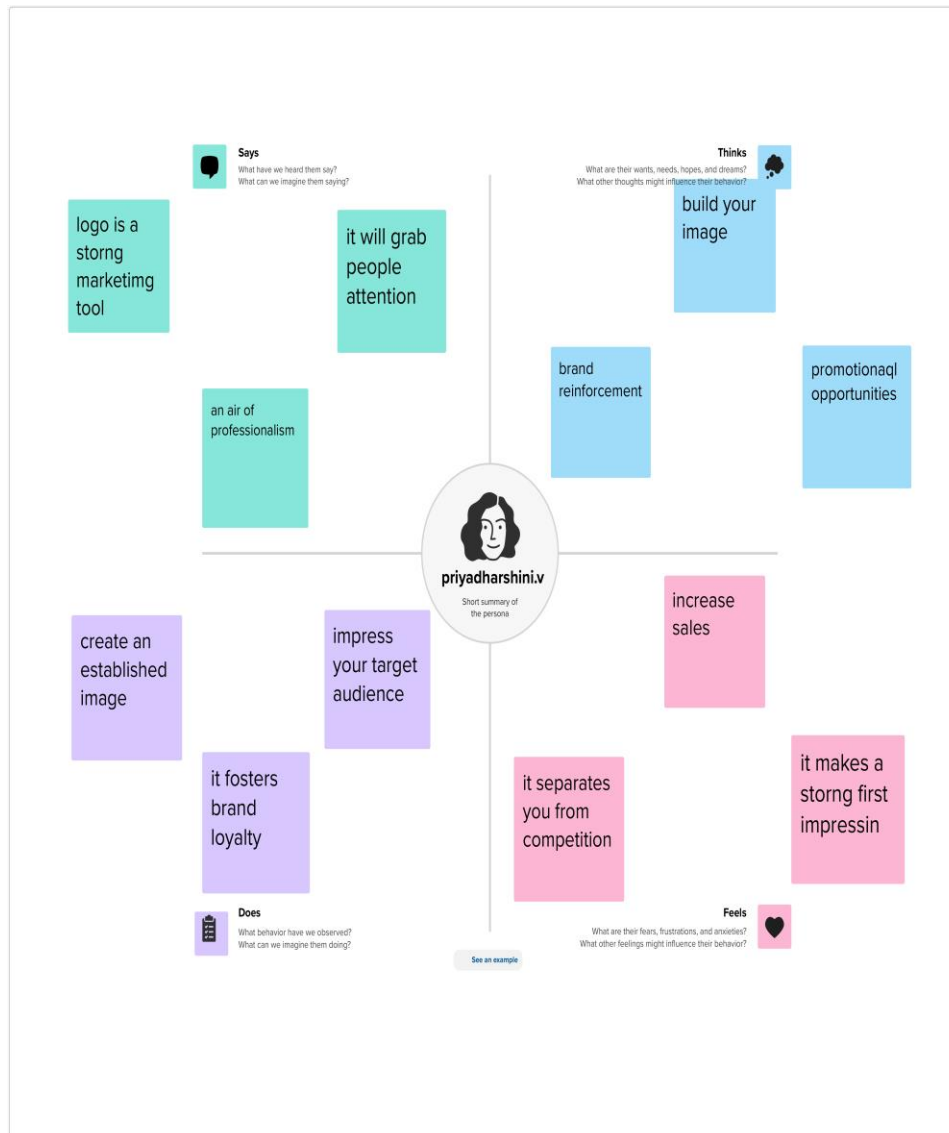 Says
What have we heard them say?
What can we imagine them saying?
logo is a
storng
marketimg
tool
it will grab
people
attention
an air of
professionalism
Thinks
What are their wants, needs, hopes, and dreams?
What other thoughts might influence their behavior?
build your
image
brand
reinforcement
promotionaql
opportunities
priyadharshini.v
Short summary of
the persona
create an
established
image
impress
your target
audience
it fosters
brand
loyalty
Does
What behavior have we observed?
What can we imagine them doing?
increase
sales
it separates
you from
competition
it makes a
storng first
impressin
Feels
What are their fears, frustrations, and anxieties?
What other feelings might influence their behavior?
See an example